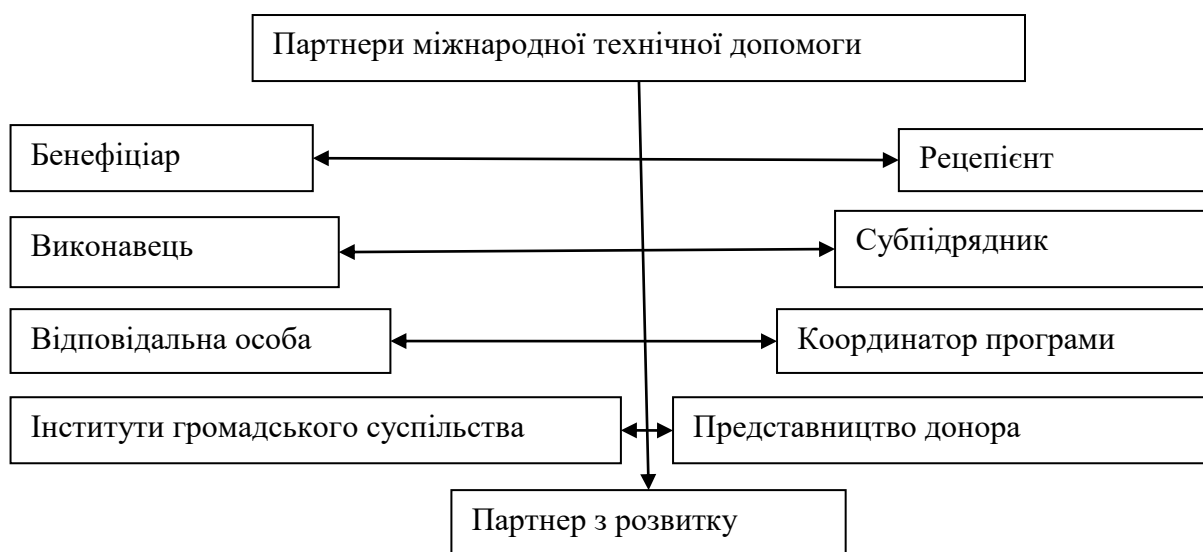 Партнери міжнародної технічної допомоги
Бенефіціар
Рецепієнт
Виконавець
Субпідрядник
Відповідальна особа
Координатор програми
Інститути громадського суспільства
Представництво донора
Партнер з розвитку